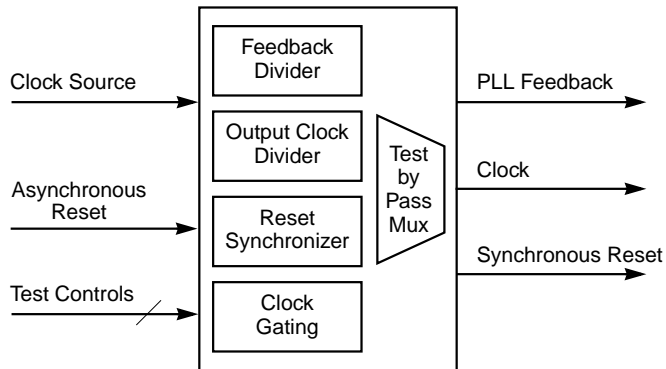 Clock Source
Asynchronous
Reset
Test Controls
Feedback
Divider
Output Clock
Divider
Reset
Synchronizer
Clock
Gating
Test
by
Pass
Mux
PLL Feedback
Clock
Synchronous Reset